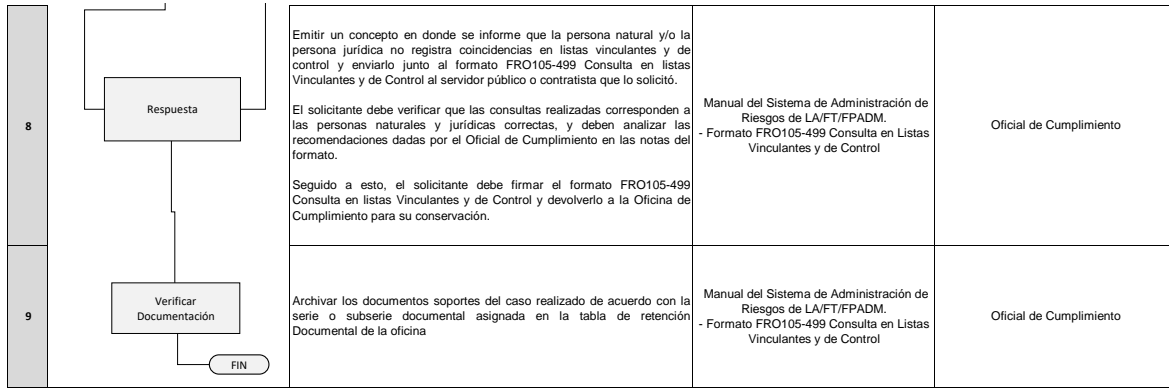 8
Respuesta
Emitir un concepto en donde se informe que la persona natural y/o la
persona jurídica no registra coincidencias en listas vinculantes y de
control y enviarlo junto al formato FRO105-499 Consulta en listas
Vinculantes y de Control al servidor público o contratista que lo solicitó.
El solicitante debe verificar que las consultas realizadas corresponden a
las personas naturales y jurídicas correctas, y deben analizar las
recomendaciones dadas por el Oficial de Cumplimiento en las notas del
formato.
Seguido a esto, el solicitante debe firmar el formato FRO105-499
Consulta en listas Vinculantes y de Control y devolverlo a la Oficina de
Cumplimiento para su conservación.
Manual del Sistema de Administración de
Riesgos de LA/FT/FPADM.
- Formato FRO105-499 Consulta en Listas
Vinculantes y de Control
Oficial de Cumplimiento
9
Verificar
Documentación
FIN
Archivar los documentos soportes del caso realizado de acuerdo con la
serie o subserie documental asignada en la tabla de retención
Documental de la oficina
Manual del Sistema de Administración de
Riesgos de LA/FT/FPADM.
- Formato FRO105-499 Consulta en Listas
Vinculantes y de Control
Oficial de Cumplimiento